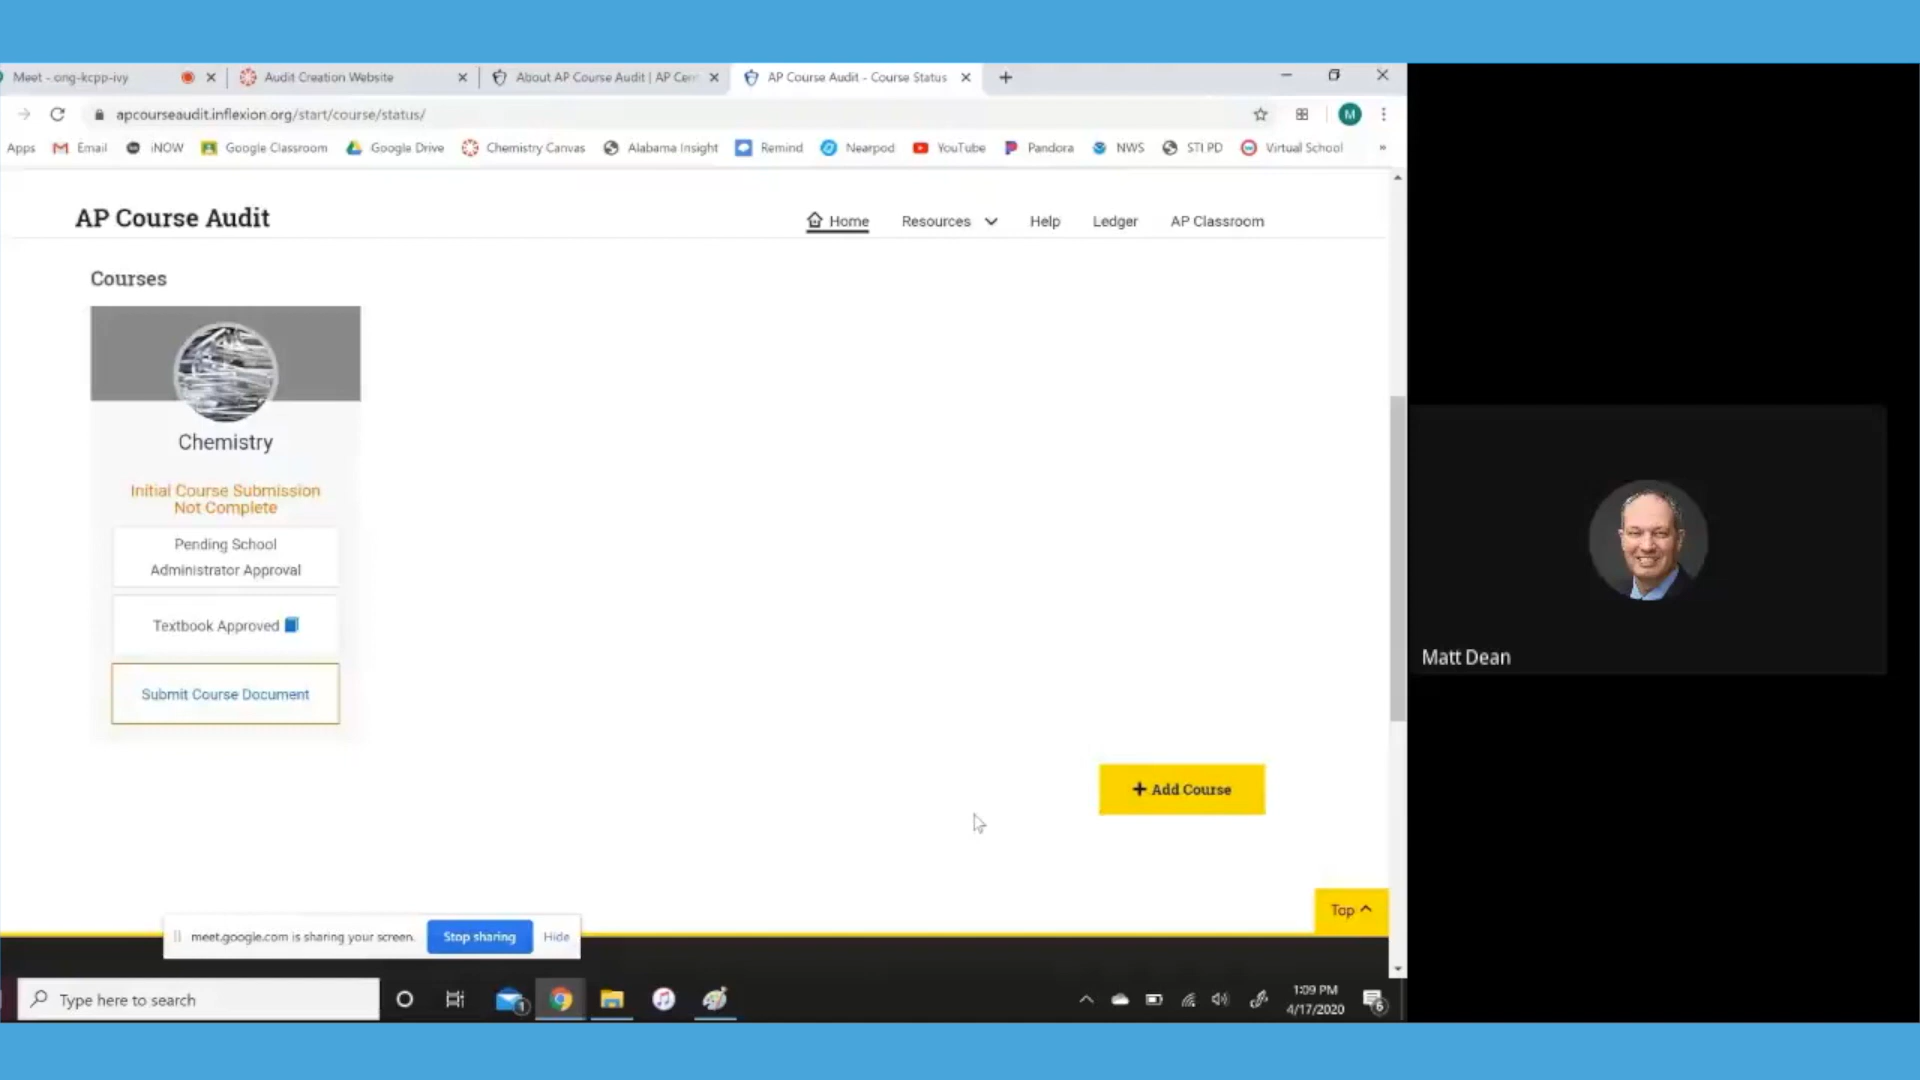 Meet - ong-kcpp-ivy
Audit Creation Website
About AP Course Audit | AP Cen
AP Course Audit - Course Status
apcourseaudit.inflexion.org/start/course/status/
M
Apps
Email
iNOW
Google Classroom
Google Drive
Chemistry Canvas
Alabama Insight
Remind
Nearpod
YouTube
Pandora
NWS
STI PD
Virtual School
»
AP Course Audit
Home
Resources
Help
Ledger
AP Classroom
Courses
Chemistry
Initial Course Submission
Not Complete
Pending School
Administrator Approval
Textbook Approved
Submit Course Document
+ Add Course
Top
Matt Dean
meet.google.com is sharing your screen.
Stop sharing
Hide
Type here to search
1
1:09 PM
4/17/2020
6